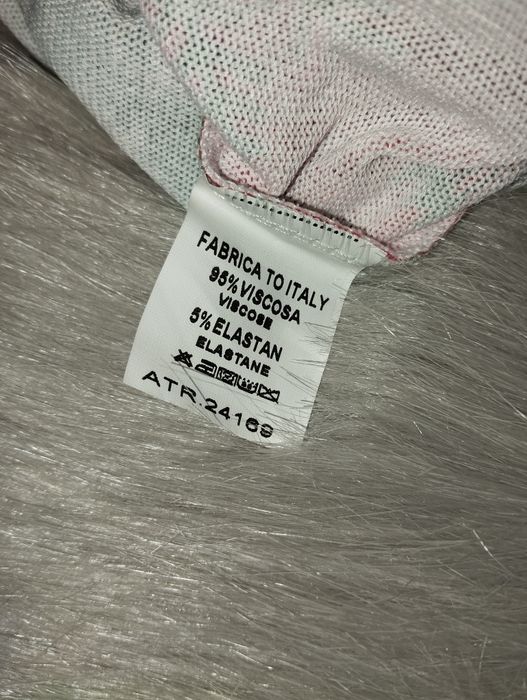 FABRICA TO ITALY
95% VISCOSA
VISCOSE
5% ELASTAN
ELASTANE
ATR.24169